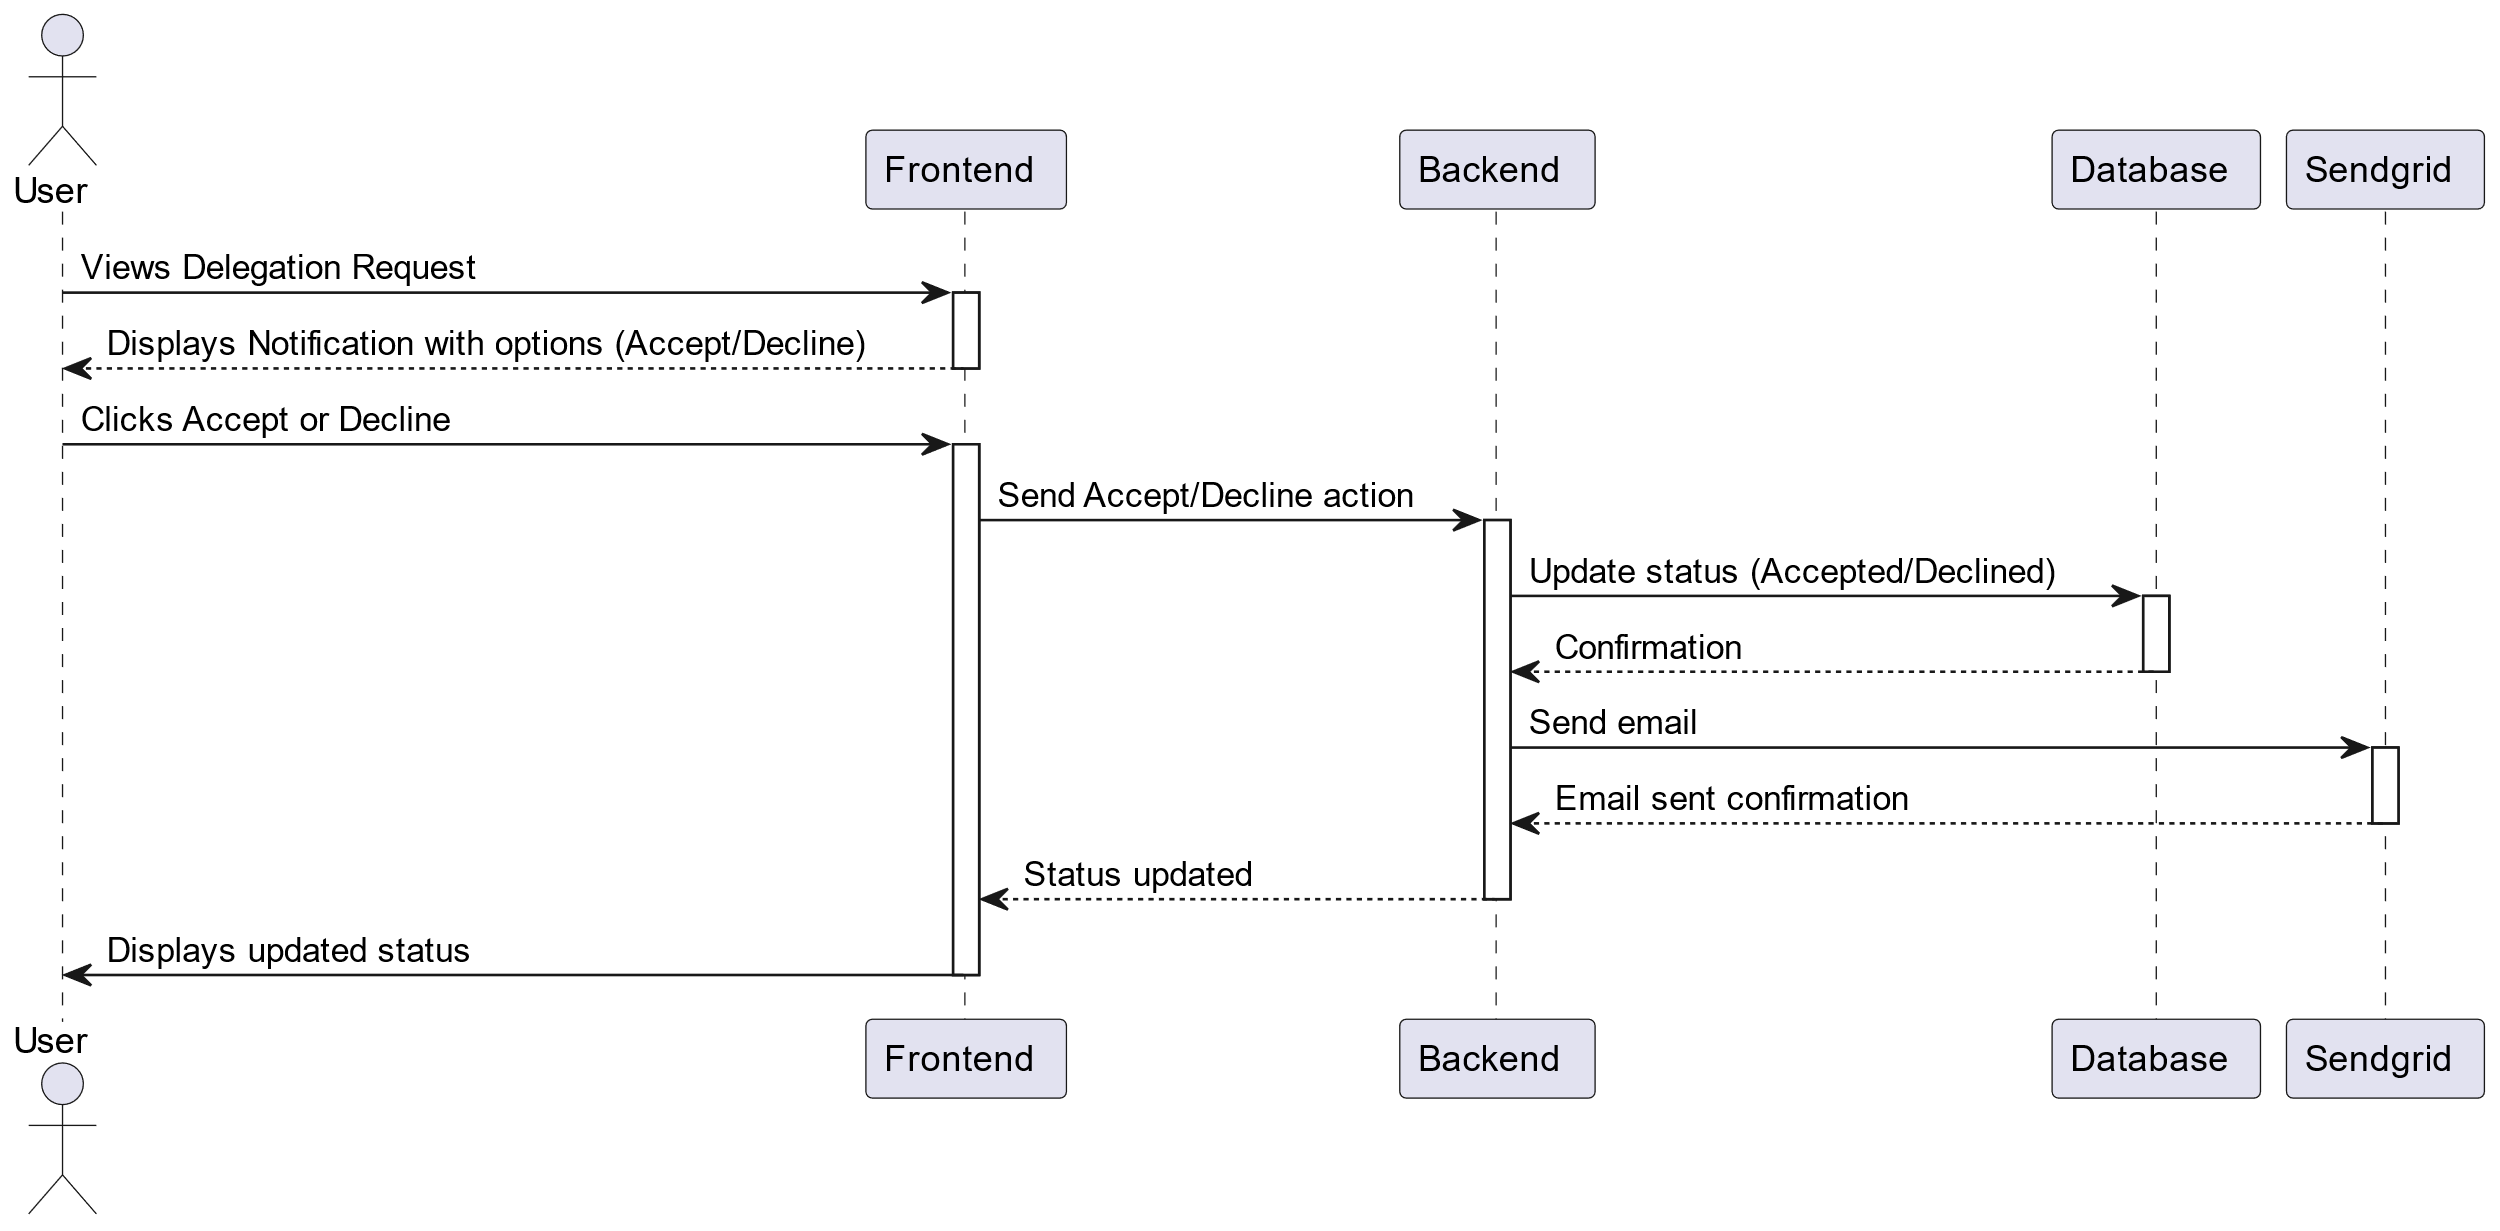 User
Frontend
Backend
Database
Sendgrid
Views Delegation Request
Displays Notification with options (Accept/Decline)
Clicks Accept or Decline
Send Accept/Decline action
Update status (Accepted/Declined)
Confirmation
Send email
Email sent confirmation
Status updated
Displays updated status
User
Frontend
Backend
Database
Sendgrid